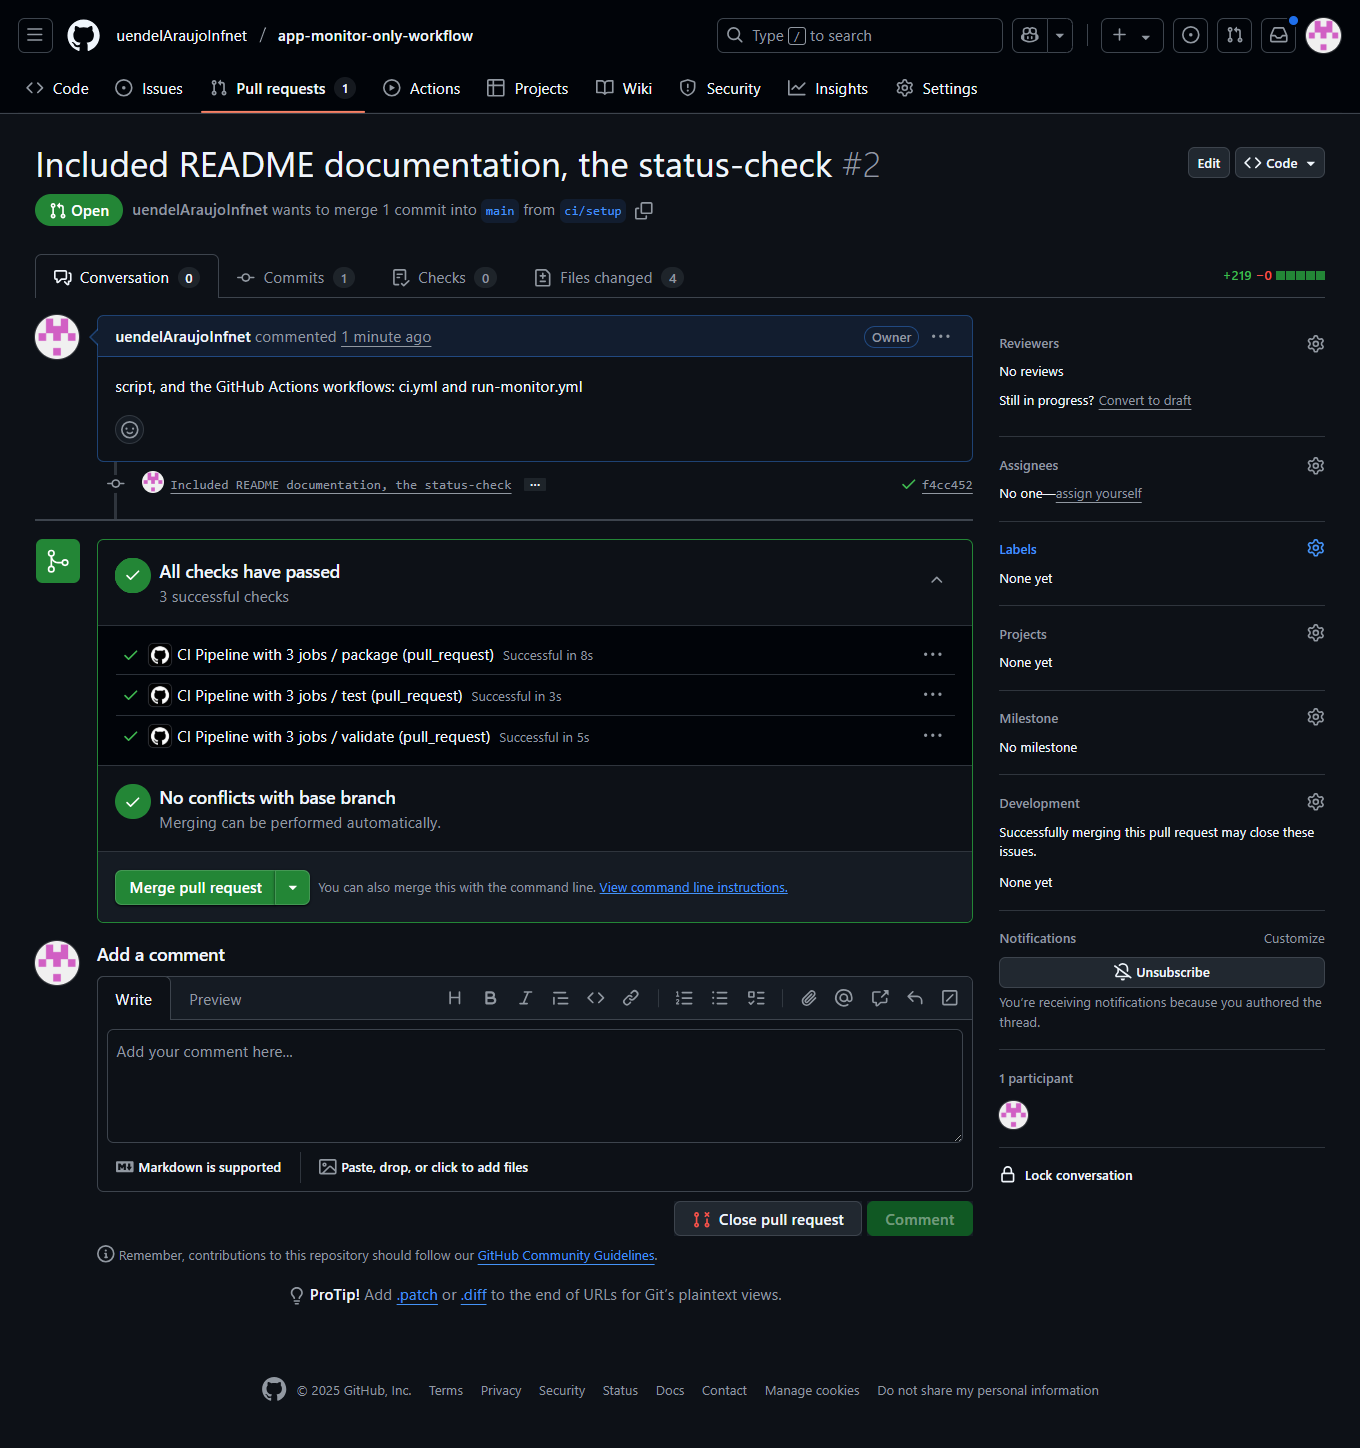 uendelAraujoInfnet / app-monitor-only-workflow
Type / to search
Code
Issues
Pull requests 1
Actions
Projects
Wiki
Security
Insights
Settings
Included README documentation, the status-check #2
Edit
Code
Open
uendelAraujoInfnet wants to merge 1 commit into main from ci/setup
Conversation 0
Commits 1
Checks 0
Files changed 4
+219 −0
uendelAraujoInfnet commented 1 minute ago
Owner
script, and the GitHub Actions workflows: ci.yml and run-monitor.yml
Included README documentation, the status-check ...
f4cc452
All checks have passed
3 successful checks
CI Pipeline with 3 jobs / package (pull_request) Successful in 8s
CI Pipeline with 3 jobs / test (pull_request) Successful in 3s
CI Pipeline with 3 jobs / validate (pull_request) Successful in 5s
No conflicts with base branch
Merging can be performed automatically.
Merge pull request
You can also merge this with the command line. View command line instructions.
Add a comment
Write
Preview
Add your comment here...
Markdown is supported
Paste, drop, or click to add files
Close pull request
Comment
Remember, contributions to this repository should follow our GitHub Community Guidelines.
ProTip! Add .patch or .diff to the end of URLs for Git’s plaintext views.
Reviewers
No reviews
Still in progress? Convert to draft
Assignees
No one—assign yourself
Labels
None yet
Projects
None yet
Milestone
No milestone
Development
Successfully merging this pull request may close these
issues.
None yet
Notifications
Customize
Unsubscribe
You’re receiving notifications because you authored the
thread.
1 participant
Lock conversation
© 2025 GitHub, Inc.
Terms
Privacy
Security
Status
Docs
Contact
Manage cookies
Do not share my personal information